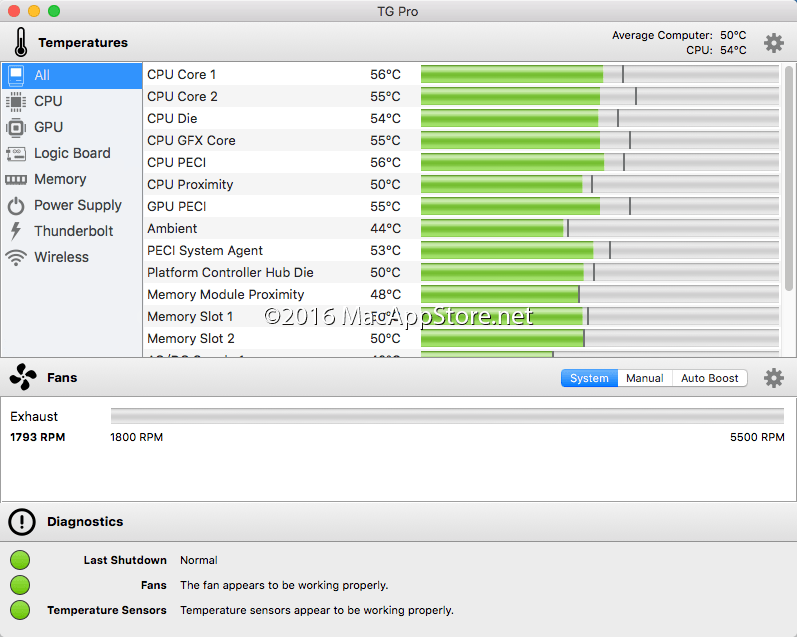 TG Pro
Temperatures
Average Computer: 50°C
CPU: 54°C
All
CPU
GPU
Logic Board
Memory
Power Supply
Thunderbolt
Wireless
CPU Core 1 56°C
CPU Core 2 55°C
CPU Die 54°C
CPU GFX Core 55°C
CPU PECI 56°C
CPU Proximity 50°C
GPU PECI 55°C
Ambient 44°C
PECI System Agent 53°C
Platform Controller Hub Die 50°C
Memory Module Proximity 48°C
Memory Slot 1
©2016 MacAppStore.net
Memory Slot 2 50°C
Fans
System Manual Auto Boost
Exhaust
1793 RPM 1800 RPM 5500 RPM
Diagnostics
Last Shutdown Normal
Fans The fan appears to be working properly.
Temperature Sensors Temperature sensors appear to be working properly.